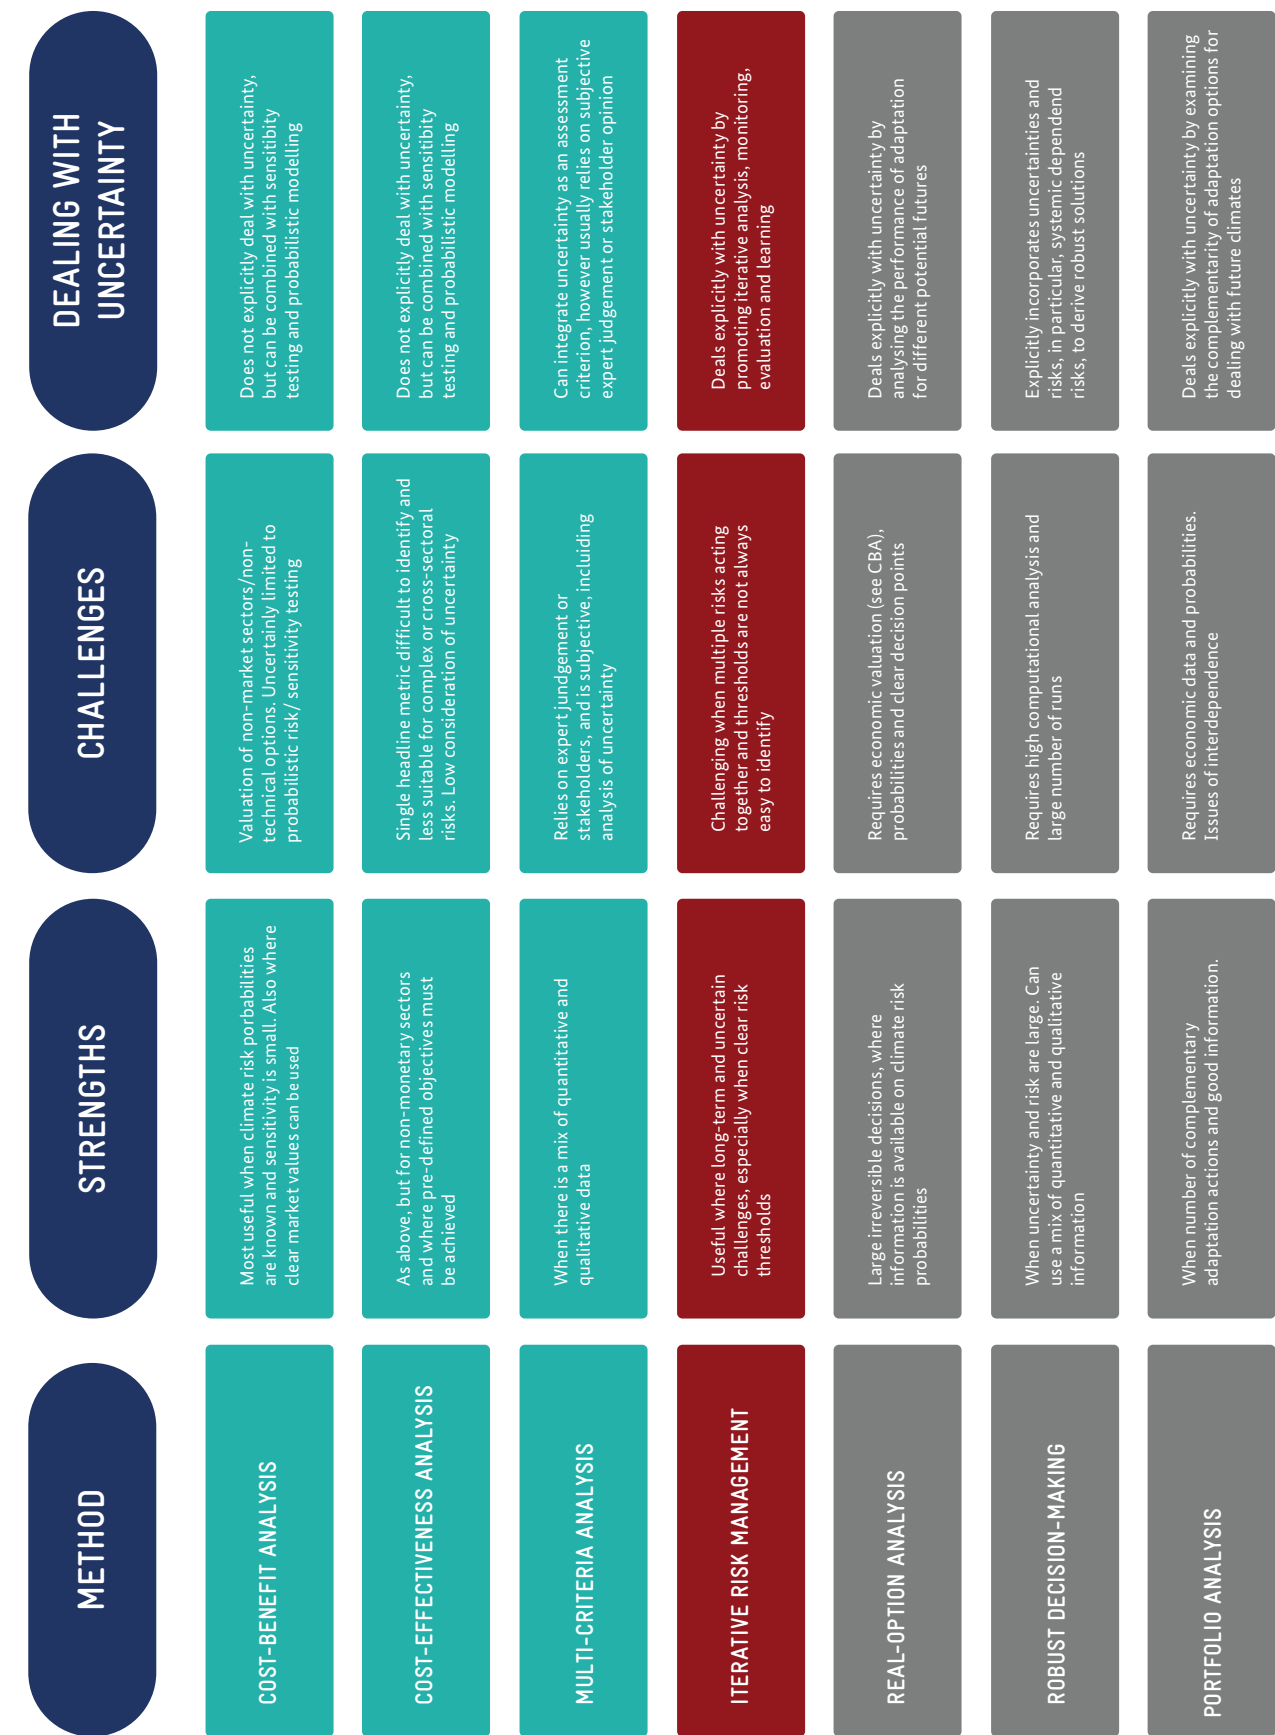 METHOD
STRENGTHS
CHALLENGES
DEALING WITH
UNCERTAINTY
COST-BENEFIT ANALYSIS
Most useful when climate risk porbabilities
are known and sensitivity is small. Also where
clear market values can be used
Valuation of non-market sectors/non-
technical options. Uncertainly limited to
probabilistic risk/ sensitivity testing
Does not explicitly deal with uncertainty,
but can be combined with sensitibity
testing and probabilistic modelling
COST-EFFECTIVENESS ANALYSIS
As above, but for non-monetary sectors
and where pre-defined objectives must
be achieved
Single headline metric difficult to identify and
less suitable for complex or cross-sectoral
risks. Low consideration of uncertainty
Does not explicitly deal with uncertainty,
but can be combined with sensitibity
testing and probabilistic modelling
MULTI-CRITERIA ANALYSIS
When there is a mix of quantitative and
qualitative data
Relies on expert jundgement or
stakeholders, and is subjective, incluiding
analysis of uncertainty
Can integrate uncertainty as an assessment
criterion, however usually relies on subjective
expert judgement or stakeholder opinion
ITERATIVE RISK MANAGEMENT
Useful where long-term and uncertain
challenges, especially when clear risk
thresholds
Challenging when multiple risks acting
together and thresholds are not always
easy to identify
Deals explicitly with uncertainty by
promoting iterative analysis, monitoring,
evaluation and learning
REAL-OPTION ANALYSIS
Large irreversible decisions, where
information is available on climate risk
probabilities
Requires economic valuation (see CBA),
probabilities and clear decision points
Deals explicitly with uncertainty by
analysing the performance of adaptation
for different potential futures
ROBUST DECISION-MAKING
When uncertainty and risk are large. Can
use a mix of quantitative and qualitative
information
Requires high computational analysis and
large number of runs
Explicitly incorporates uncertainties and
risks, in particular, systemic dependend
risks, to derive robust solutions
PORTFOLIO ANALYSIS
When number of complementary
adaptation actions and good information.
Requires economic data and probabilities.
Issues of interdependence
Deals explicitly with uncertainty by examining
the complementarity of adaptation options for
dealing with future climates